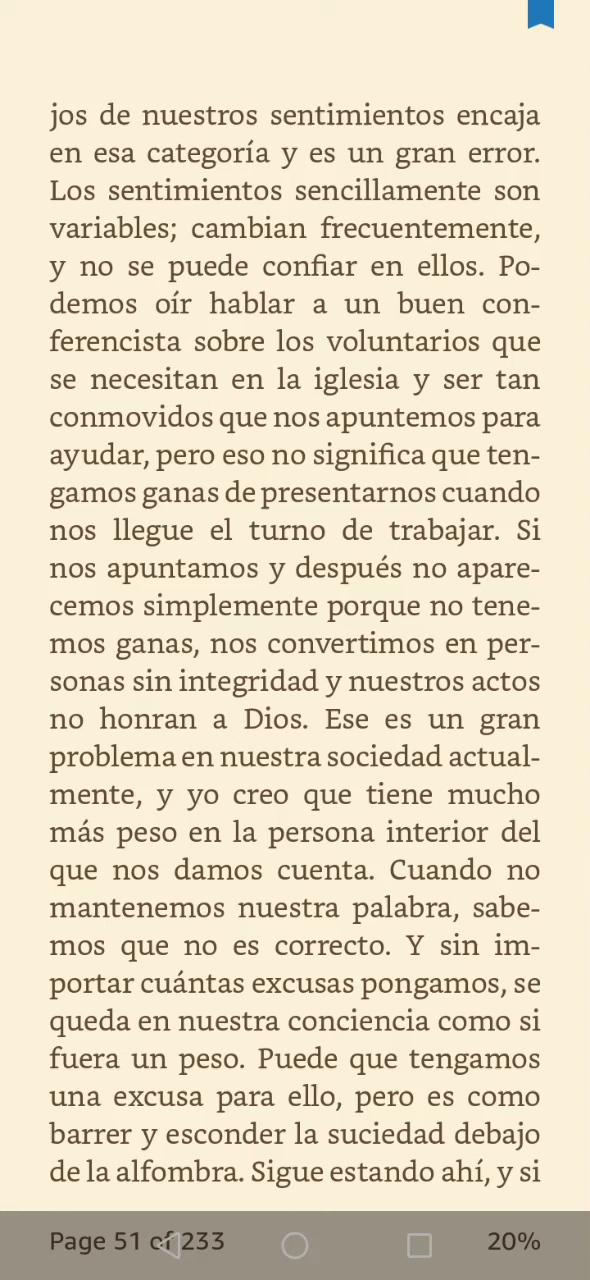 jos de nuestros sentimientos encaja
en esa categoría y es un gran error.
Los sentimientos sencillamente son
variables; cambian frecuentemente,
y no se puede confiar en ellos. Po-
demos oír hablar a un buen con-
ferencista sobre los voluntarios que
se necesitan en la iglesia y ser tan
conmovidos que nos apuntemos para
ayudar, pero eso no significa que ten-
gamos ganas de presentarnos cuando
nos llegue el turno de trabajar. Si
nos apuntamos y después no apare-
cemos simplemente porque no tene-
mos ganas, nos convertimos en per-
sonas sin integridad y nuestros actos
no honran a Dios. Ese es un gran
problema en nuestra sociedad actual-
mente, y yo creo que tiene mucho
más peso en la persona interior del
que nos damos cuenta. Cuando no
mantenemos nuestra palabra, sabe-
mos que no es correcto. Y sin im-
portar cuántas excusas pongamos, se
queda en nuestra conciencia como si
fuera un peso. Puede que tengamos
una excusa para ello, pero es como
barrer y esconder la suciedad debajo
de la alfombra. Sigue estando ahí, y si
Page 51 of 233 20%